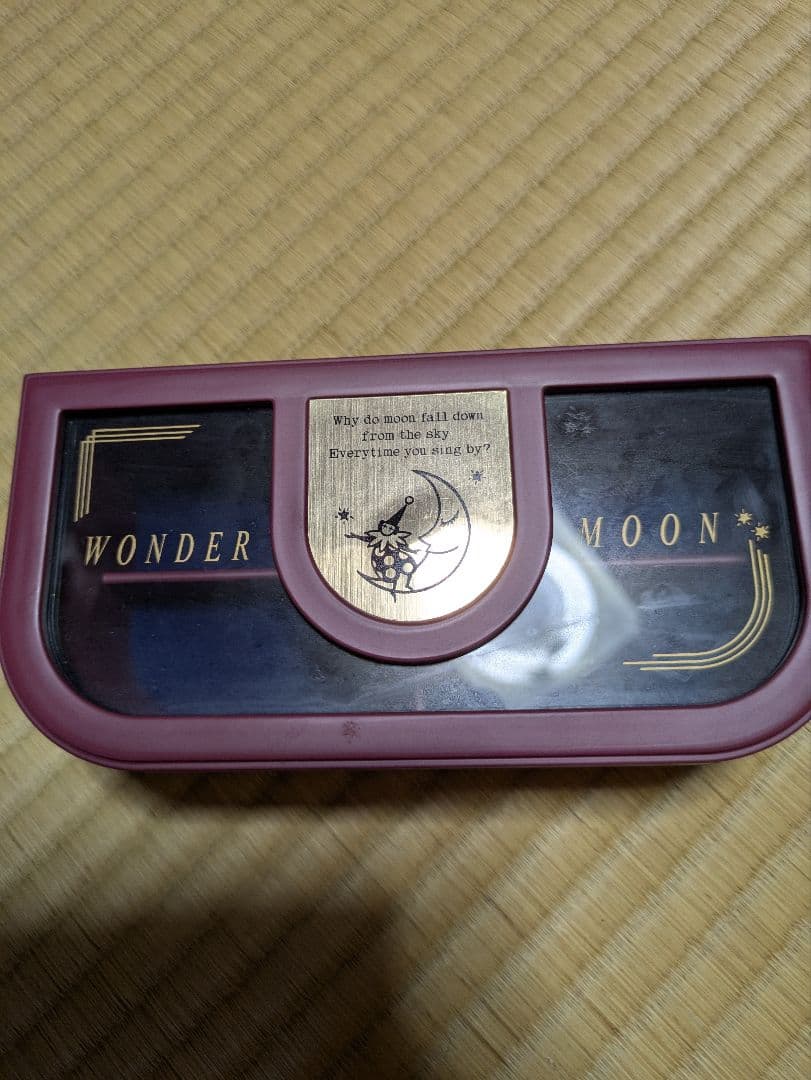 Why do moon fall down
from the sky
Everytime you sing by?
WONDER MOON